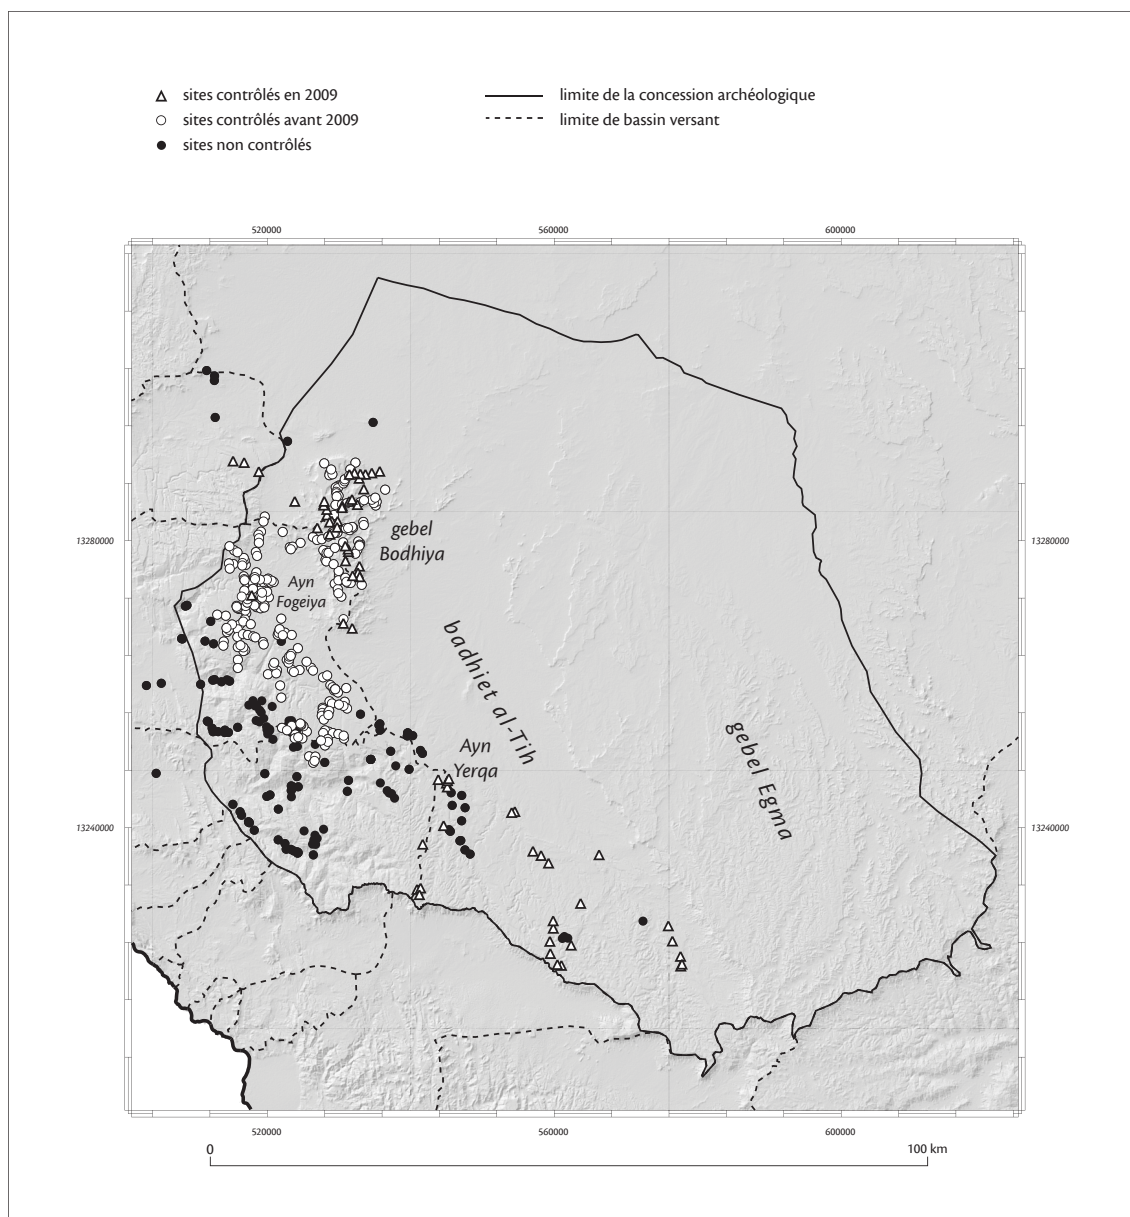 sites contrôlés en 2009
sites contrôlés avant 2009
sites non contrôlés
limite de la concession archéologique
limite de bassin versant
520000 560000 600000
gebel
Bodhiya
13280000 13280000
Ayn
Fogeiya
badhiet al-Tih
gebel Egma
Ayn
Yerqa
13240000 13240000
520000 560000 600000
0 100 km